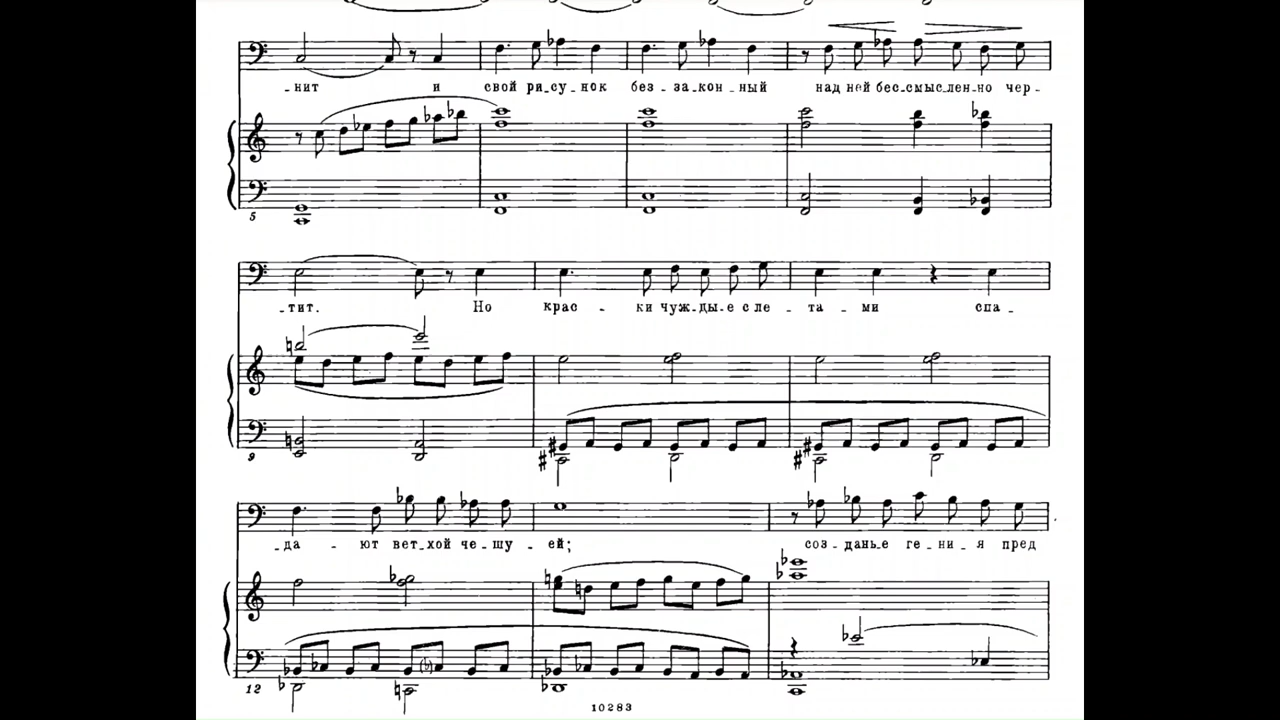 -нит и свой ри-су-нок без-за-кон-ный над ней бес-смыс-лен-но чер-
5
-тит. Но крас - ки чуж-ды-е с ле - та - ми спа-
9
-да - ют вет-хой че-шу-ей; соз-данье ге-ни-я пред
12
10283